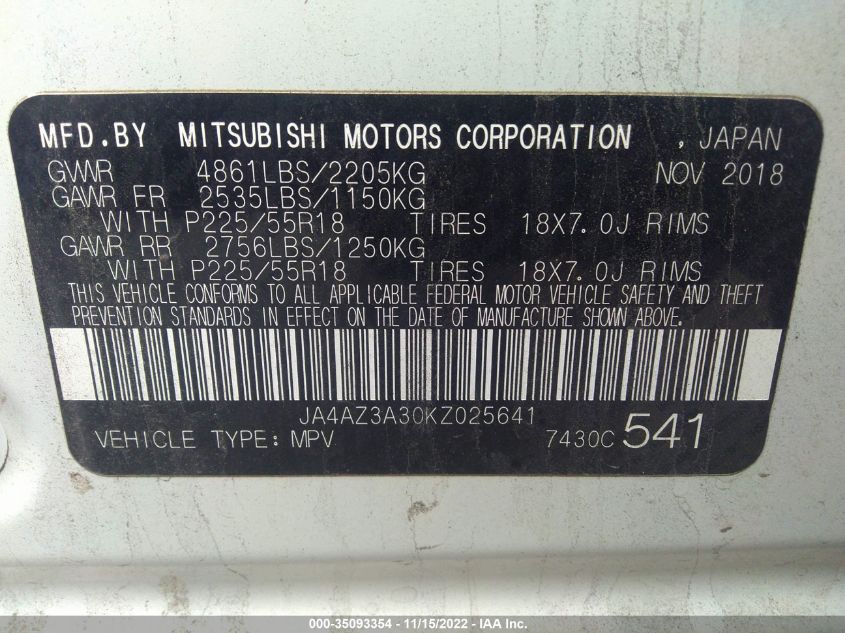 MFD.BY MITSUBISHI MOTORS CORPORATION , JAPAN
GVWR 4861LBS/2205KG NOV 2018
GAWR FR 2535LBS/1150KG
WITH P225/55R18 TIRES 18X7.0J RIMS
GAWR RR 2756LBS/1250KG
WITH P225/55R18 TIRES 18X7.0J RIMS
THIS VEHICLE CONFORMS TO ALL APPLICABLE FEDERAL MOTOR VEHICLE SAFETY AND THEFT
PREVENTION STANDARDS IN EFFECT ON THE DATE OF MANUFACTURE SHOWN ABOVE.
JA4AZ3A30KZ025641
VEHICLE TYPE: MPV 7430C 541
000-35093354 - 11/15/2022 - IAA Inc.